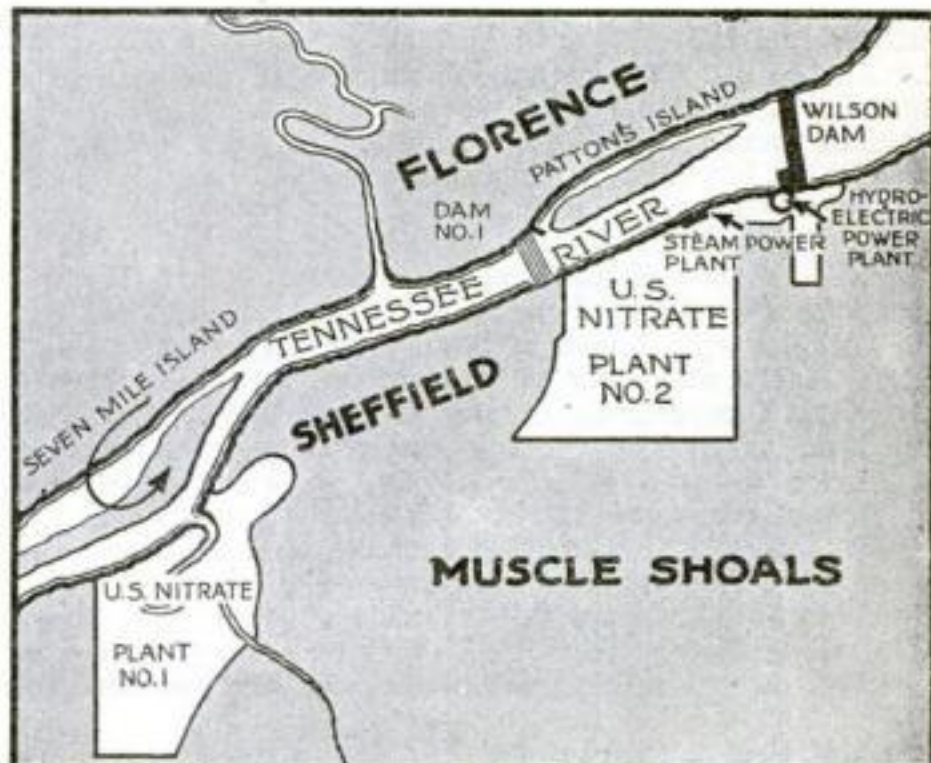 FLORENCE
PATTON'S ISLAND
WILSON
DAM
DAM
NO.1
HYDRO-
ELECTRIC
POWER
PLANT
STEAM POWER
PLANT
TENNESSEE RIVER
U.S.
NITRATE
PLANT
NO.2
SEVEN MILE ISLAND
SHEFFIELD
MUSCLE SHOALS
U.S. NITRATE
PLANT
NO.1